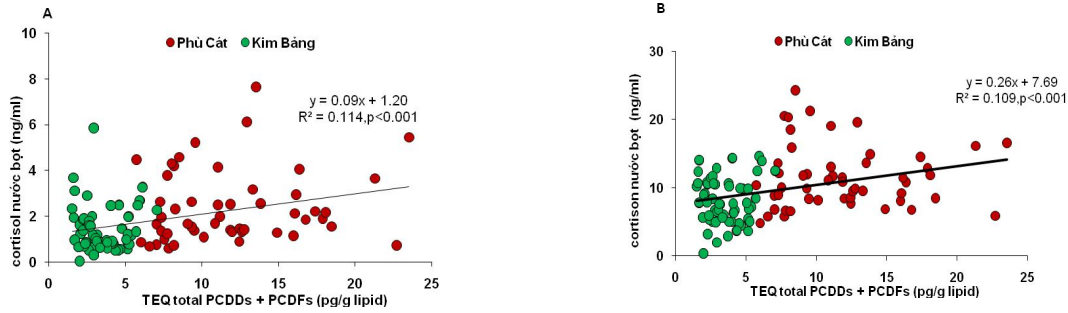 A
cortisol nước bọt (ng/ml)
10
8
6
4
2
0
Phù Cát
Kim Bảng
y = 0.09x + 1.20
R² = 0.114,p<0.001
0 5 10 15 20 25
TEQ total PCDDs + PCDFs (pg/g lipid)
B
cortison nước bọt (ng/ml)
30
20
10
0
Phù Cát
Kim Bảng
y = 0.26x + 7.69
R² = 0.109,p<0.001
0 5 10 15 20 25
TEQ total PCDDs + PCDFs (pg/g lipid)